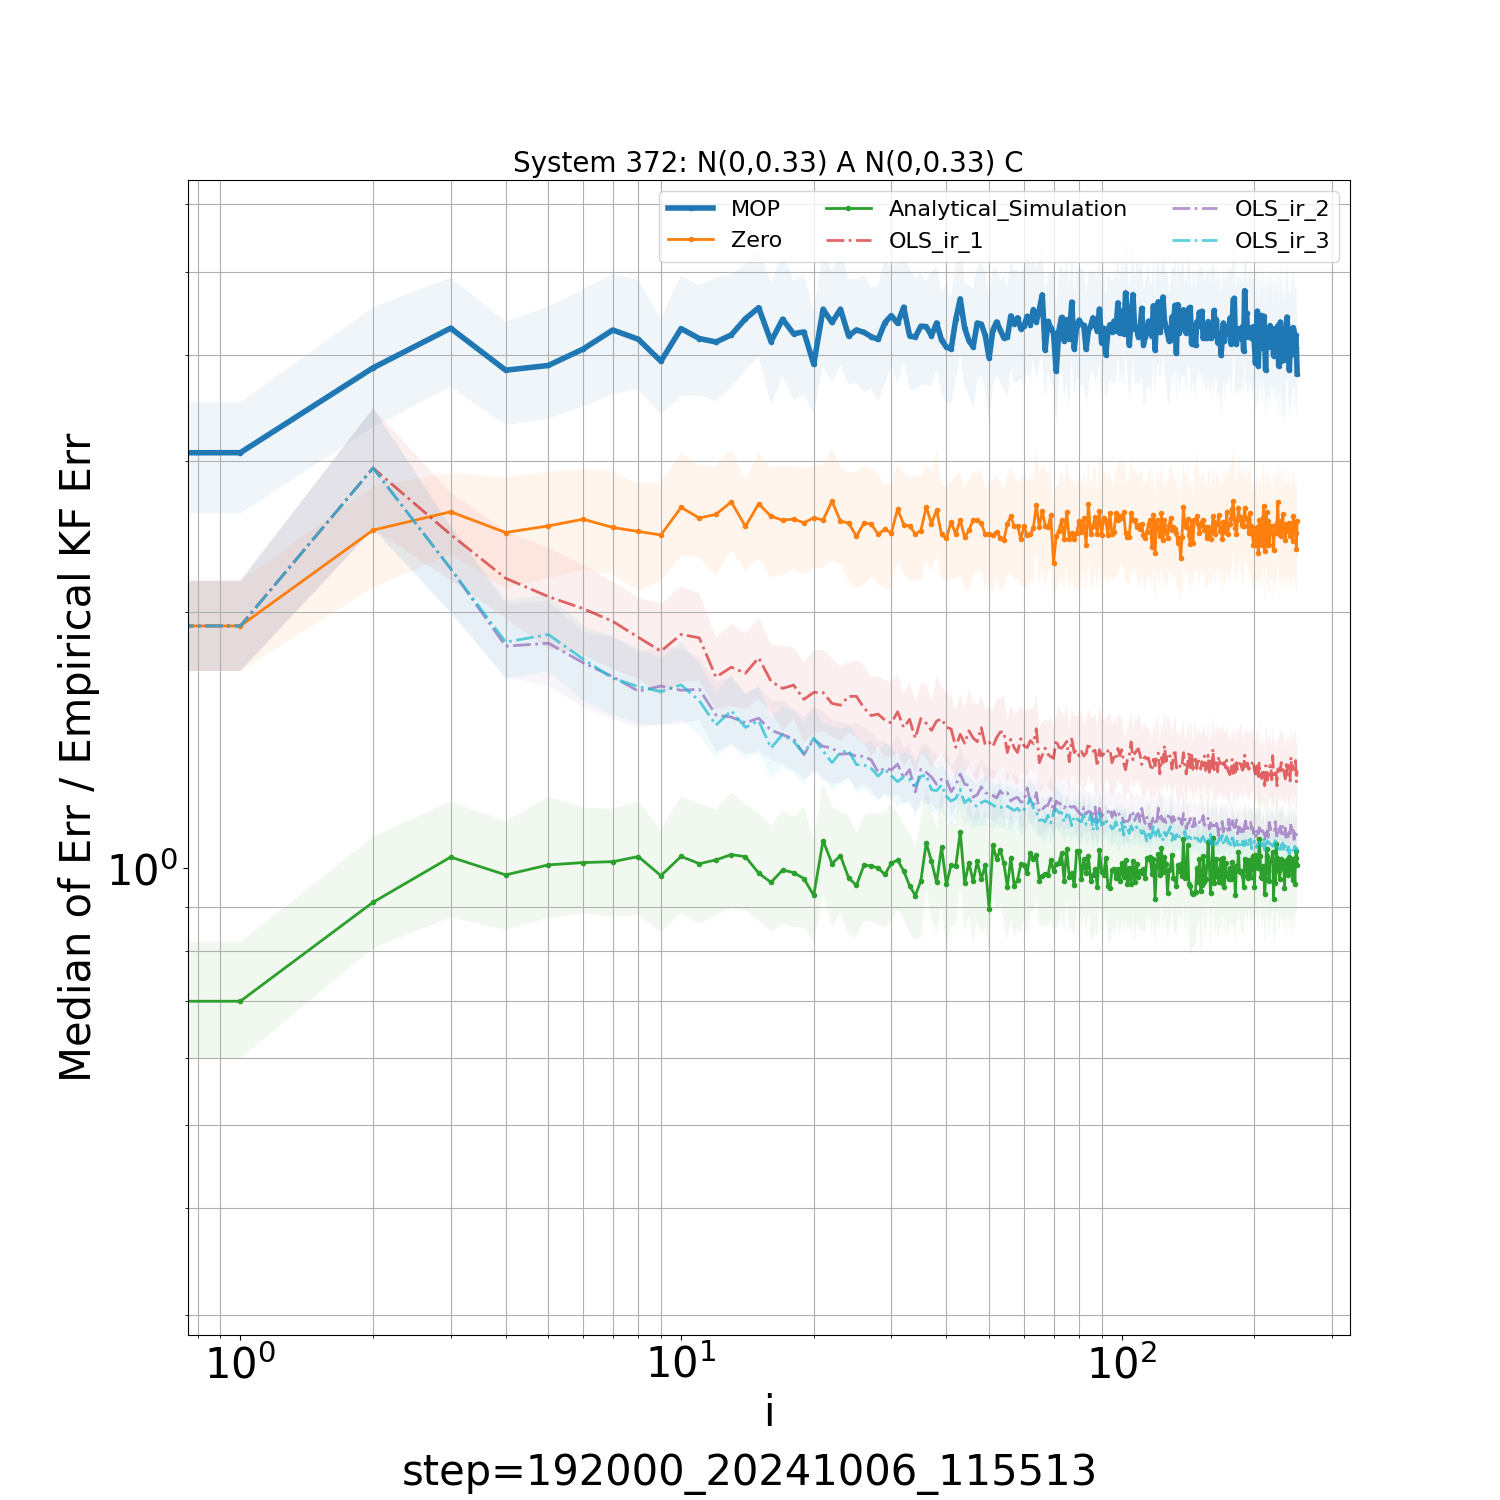 System 372: N(0,0.33) A N(0,0.33) C
MOP
Zero
Analytical_Simulation
OLS_ir_1
OLS_ir_2
OLS_ir_3
Median of Err / Empirical KF Err
10⁰
10⁰ 10¹ 10²
i
step=192000_20241006_115513